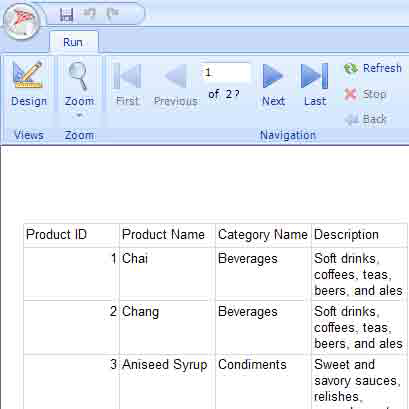 Run
Design
Zoom
First
Previous
1
of 2?
Next
Last
Refresh
Stop
Back
Views
Zoom
Navigation
Product ID Product Name Category Name Description
1 Chai Beverages Soft drinks,
coffees, teas,
beers, and ales
2 Chang Beverages Soft drinks,
coffees, teas,
beers, and ales
3 Aniseed Syrup Condiments Sweet and
savory sauces,
relishes,